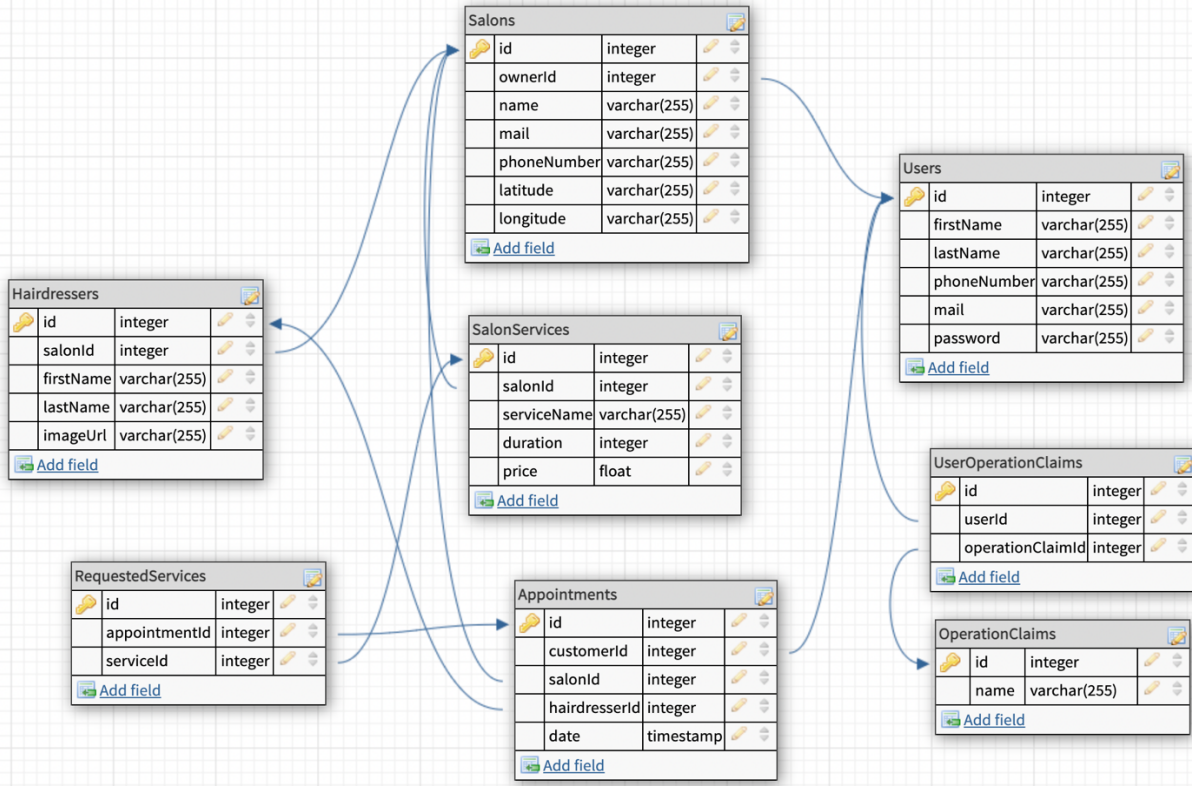 Salons
id integer
ownerId integer
name varchar(255)
mail varchar(255)
phoneNumber varchar(255)
latitude varchar(255)
longitude varchar(255)
Add field
Users
id integer
firstName varchar(255)
lastName varchar(255)
phoneNumber varchar(255)
mail varchar(255)
password varchar(255)
Add field
Hairdressers
id integer
salonId integer
firstName varchar(255)
lastName varchar(255)
imageUrl varchar(255)
Add field
SalonServices
id integer
salonId integer
serviceName varchar(255)
duration integer
price float
Add field
UserOperationClaims
id integer
userId integer
operationClaimId integer
Add field
RequestedServices
id integer
appointmentId integer
serviceId integer
Add field
Appointments
id integer
customerId integer
salonId integer
hairdresserId integer
date timestamp
Add field
OperationClaims
id integer
name varchar(255)
Add field